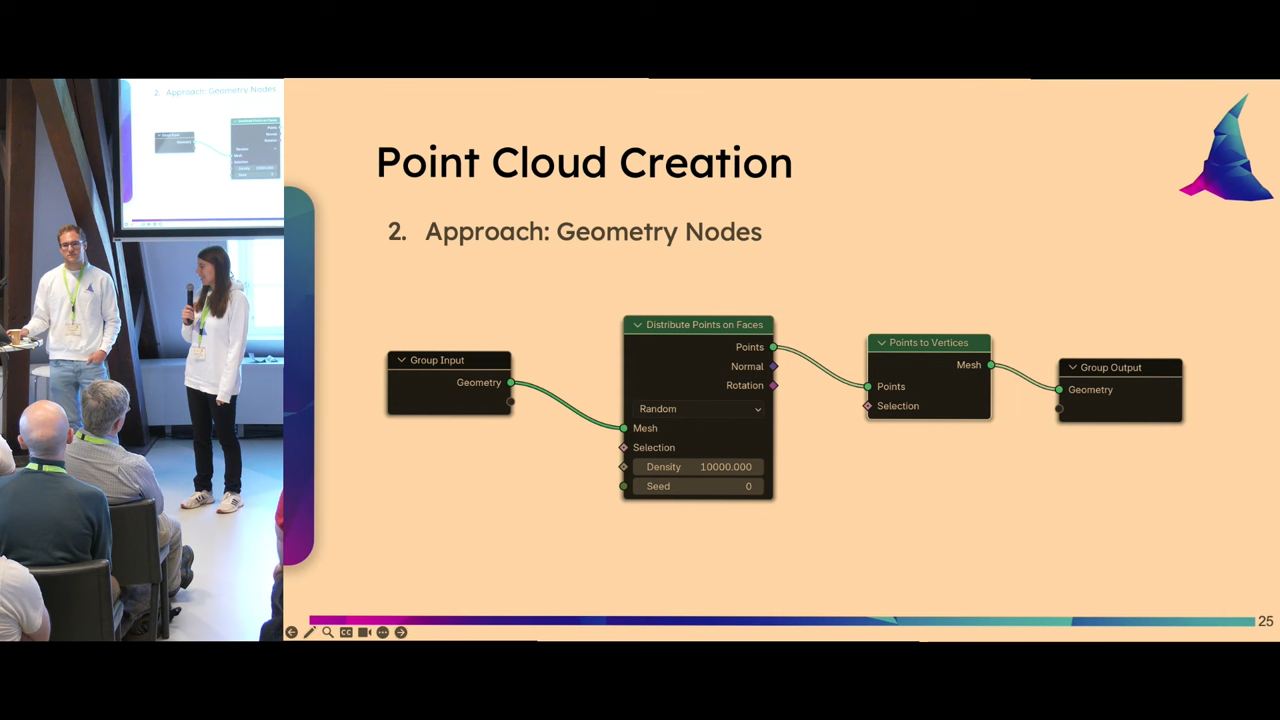 2. Approach: Geometry Nodes
Point Cloud Creation
2. Approach: Geometry Nodes
Group Input
Geometry
Distribute Points on Faces
Points
Normal
Rotation
Random
Mesh
Selection
Density 10000.000
Seed 0
Points to Vertices
Mesh
Points
Selection
Group Output
Geometry
CC
25